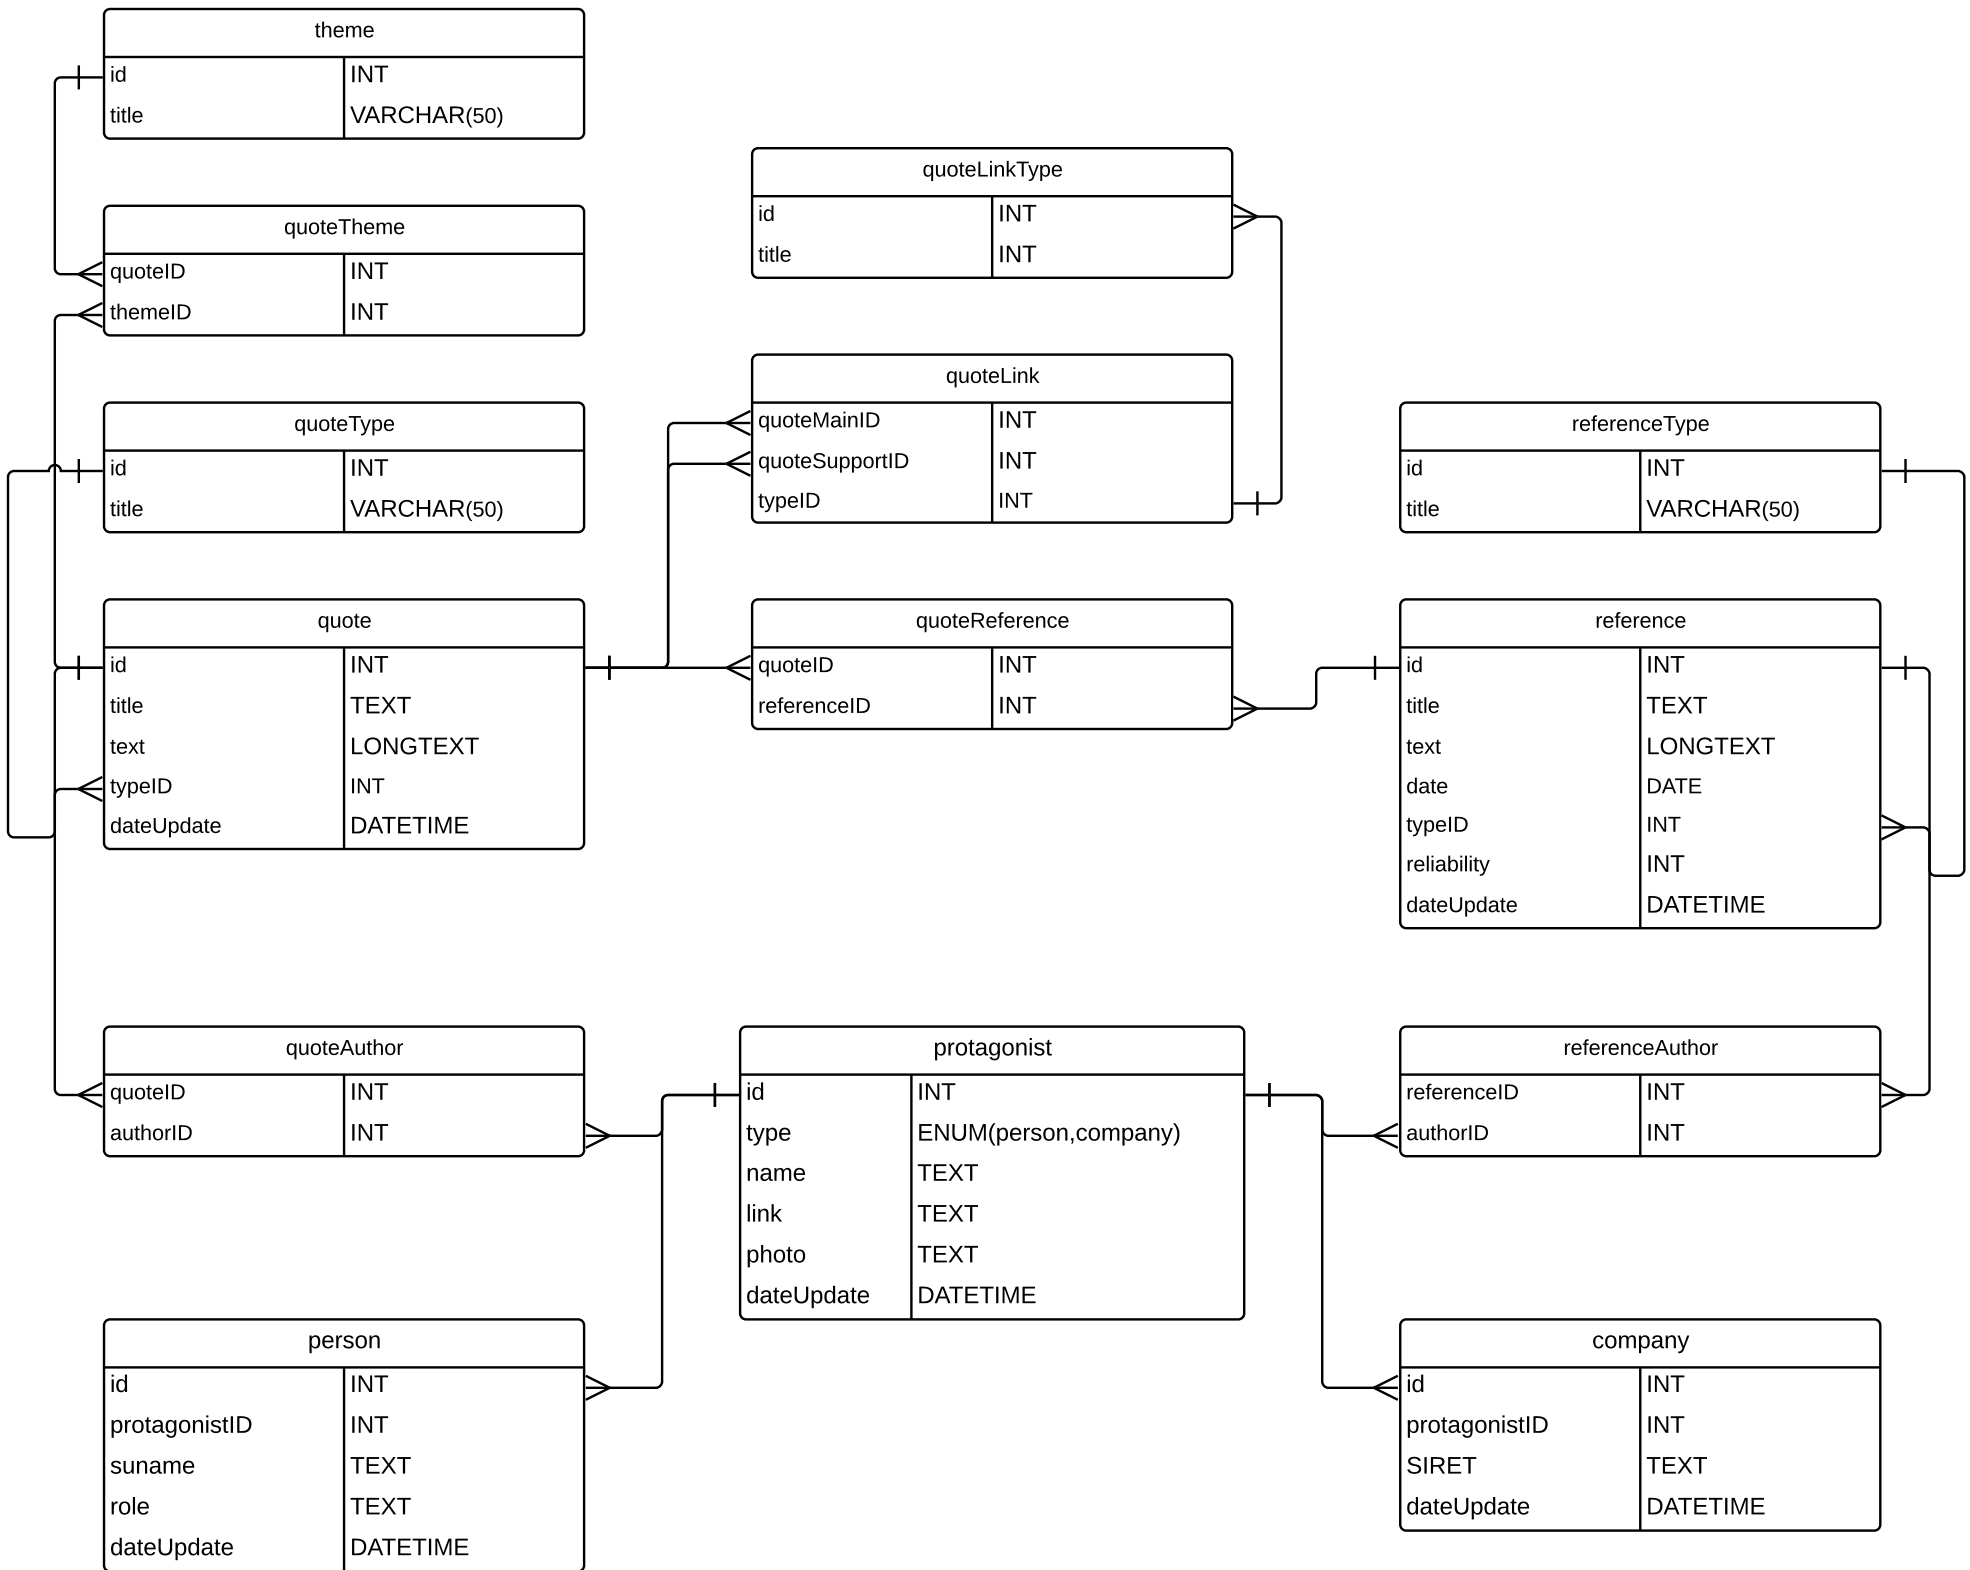 theme
id INT
title VARCHAR(50)
quoteTheme
quoteID INT
themeID INT
quoteType
id INT
title VARCHAR(50)
quote
id INT
title TEXT
text LONGTEXT
typeID INT
dateUpdate DATETIME
quoteAuthor
quoteID INT
authorID INT
person
id INT
protagonistID INT
suname TEXT
role TEXT
dateUpdate DATETIME
quoteLinkType
id INT
title INT
quoteLink
quoteMainID INT
quoteSupportID INT
typeID INT
quoteReference
quoteID INT
referenceID INT
protagonist
id INT
type ENUM(person,company)
name TEXT
link TEXT
photo TEXT
dateUpdate DATETIME
referenceType
id INT
title VARCHAR(50)
reference
id INT
title TEXT
text LONGTEXT
date DATE
typeID INT
reliability INT
dateUpdate DATETIME
referenceAuthor
referenceID INT
authorID INT
company
id INT
protagonistID INT
SIRET TEXT
dateUpdate DATETIME